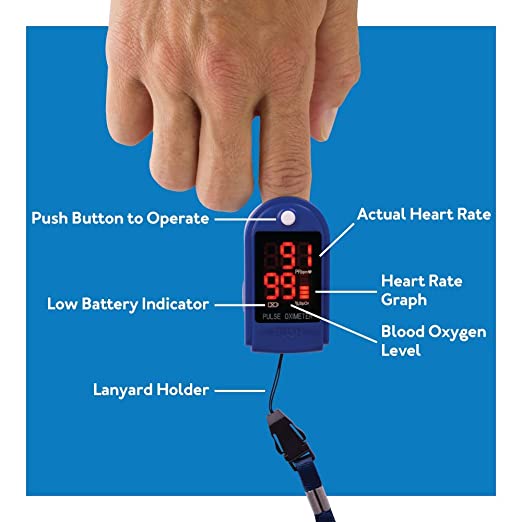 Push Button to Operate
Actual Heart Rate
91
PRbpm
Heart Rate
Graph
99
Low Battery Indicator
%SpO₂
PULSE OXIMETER
Blood Oxygen
Level
Lanyard Holder